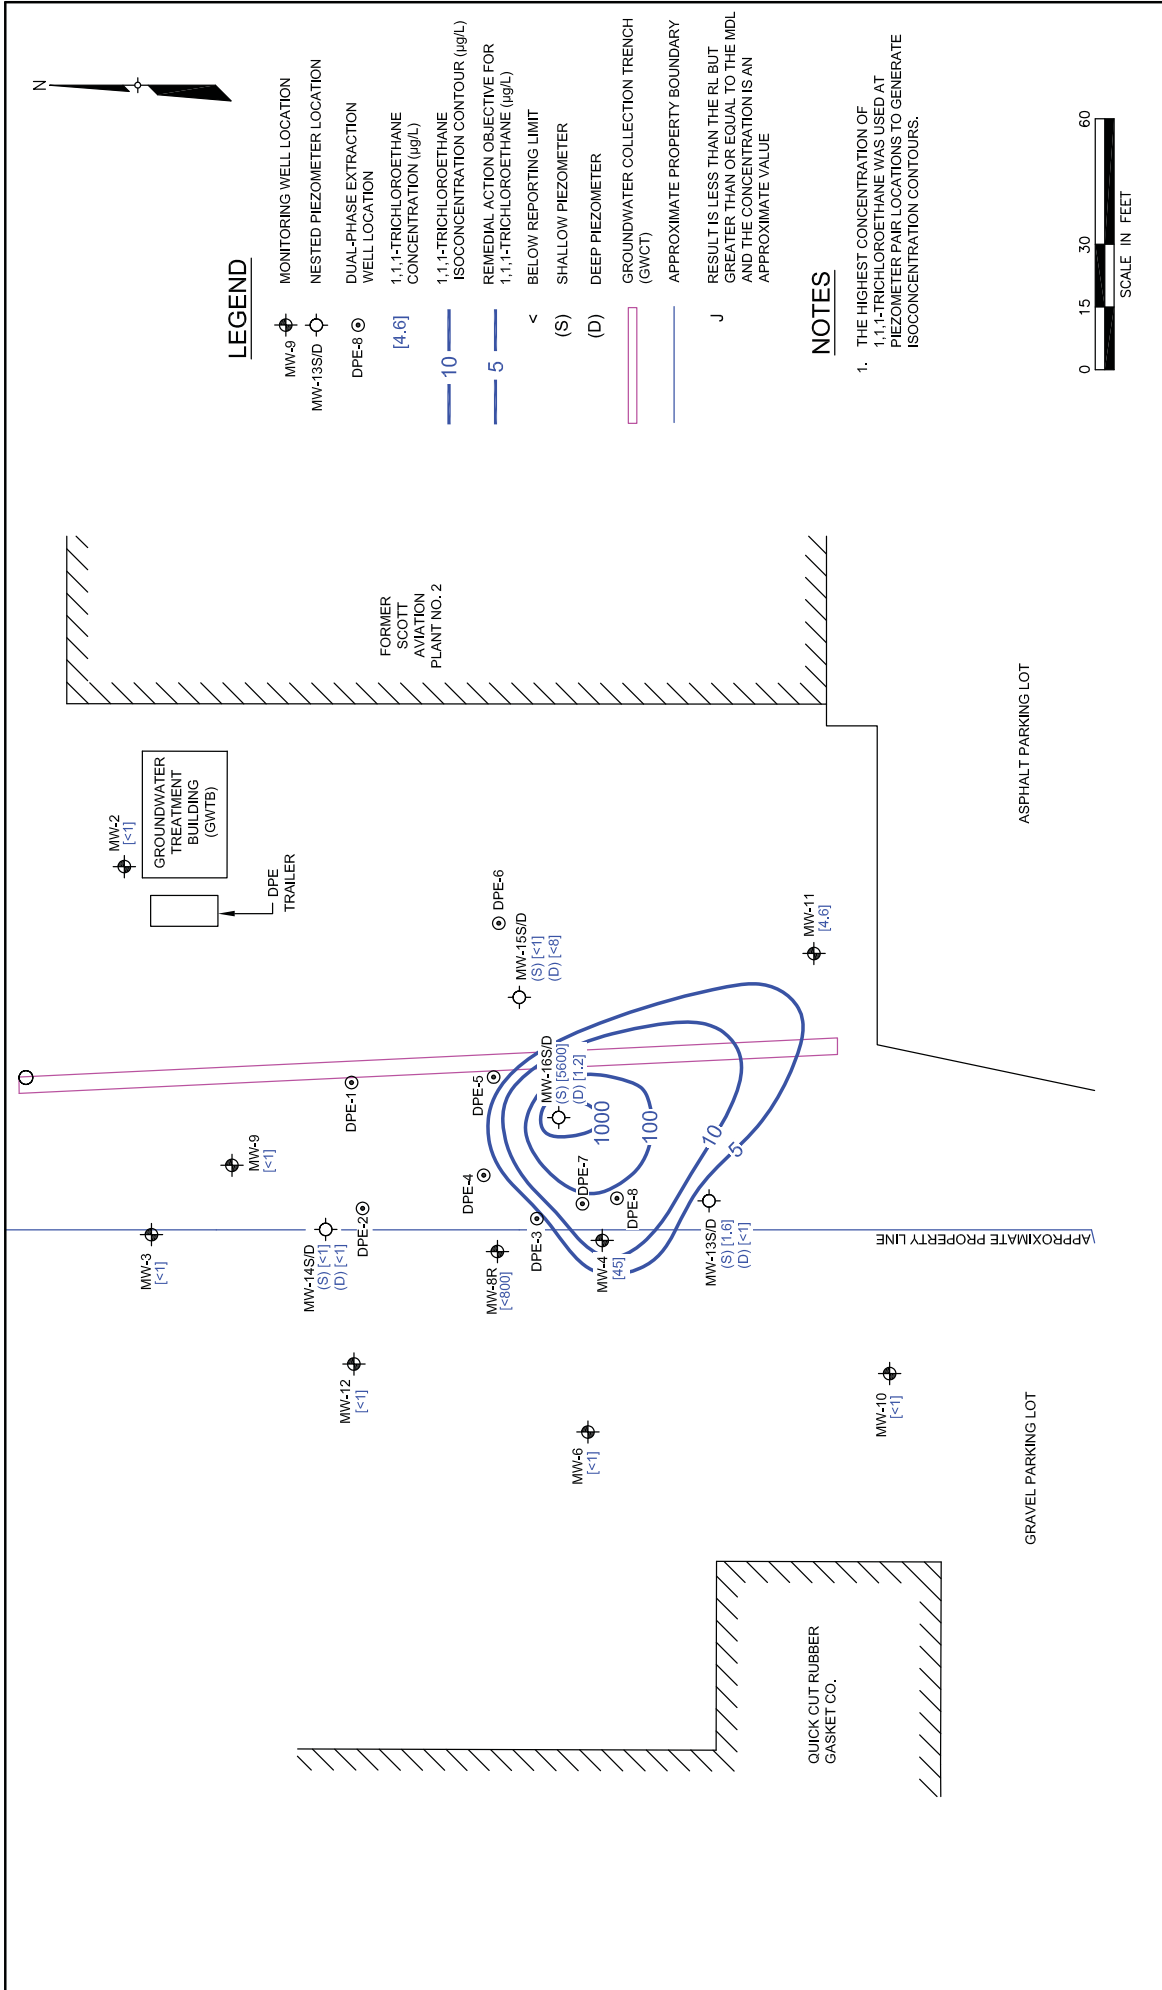 N
LEGEND
MW-9
MONITORING WELL LOCATION
MW-13S/D
NESTED PIEZOMETER LOCATION
DPE-8
DUAL-PHASE EXTRACTION
WELL LOCATION
[4.6]
1,1,1-TRICHLOROETHANE
CONCENTRATION (µg/L)
10
1,1,1-TRICHLOROETHANE
ISOCONCENTRATION CONTOUR (µg/L)
5
REMEDIAL ACTION OBJECTIVE FOR
1,1,1-TRICHLOROETHANE (µg/L)
<
BELOW REPORTING LIMIT
(S)
SHALLOW PIEZOMETER
(D)
DEEP PIEZOMETER
GROUNDWATER COLLECTION TRENCH
(GWCT)
APPROXIMATE PROPERTY BOUNDARY
J
RESULT IS LESS THAN THE RL BUT
GREATER THAN OR EQUAL TO THE MDL
AND THE CONCENTRATION IS AN
APPROXIMATE VALUE
NOTES
1. THE HIGHEST CONCENTRATION OF
1,1,1-TRICHLOROETHANE WAS USED AT
PIEZOMETER PAIR LOCATIONS TO GENERATE
ISOCONCENTRATION CONTOURS.
0 15 30 60
SCALE IN FEET
FORMER
SCOTT
AVIATION
PLANT NO. 2
MW-2
[<1]
GROUNDWATER
TREATMENT
BUILDING
(GWTB)
DPE
TRAILER
DPE-6
MW-15S/D
(S) [<1]
(D) [<8]
MW-11
[4.6]
ASPHALT PARKING LOT
MW-16S/D
(S) [5600]
(D) [1.2]
DPE-1
DPE-5
1000
100
10
5
MW-9
[<1]
DPE-4
DPE-7
DPE-8
MW-3
[<1]
MW-14S/D
(S) [<1]
(D) [<1]
DPE-2
MW-8R
[<800]
DPE-3
MW-4
[45]
MW-13S/D
(S) [1.6]
(D) [<1]
APPROXIMATE PROPERTY LINE
MW-12
[<1]
MW-6
[<1]
MW-10
[<1]
GRAVEL PARKING LOT
QUICK CUT RUBBER
GASKET CO.